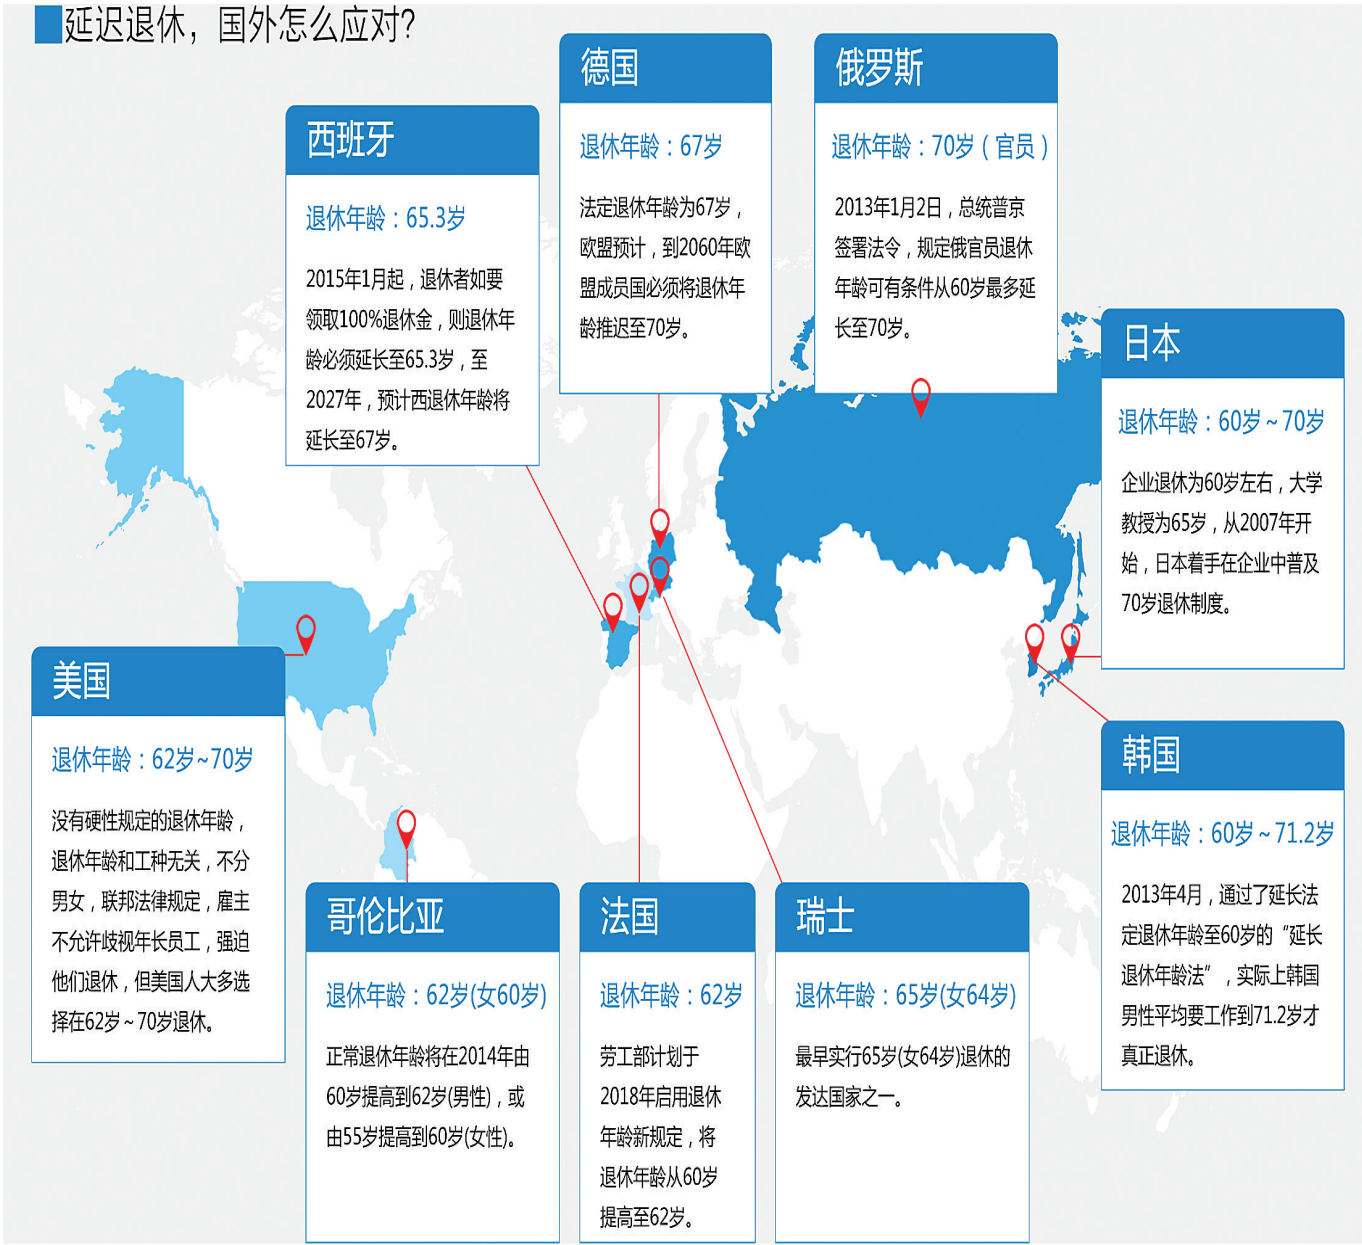 延迟退休，国外怎么应对?
西班牙
退休年龄：65.3岁
2015年1月起，退休者如要
领取100%退休金，则退休年
龄必须延长至65.3岁，至
2027年，预计西退休年龄将
延长至67岁。
德国
退休年龄：67岁
法定退休年龄为67岁，
欧盟预计，到2060年欧
盟成员国必须将退休年
龄推迟至70岁。
俄罗斯
退休年龄：70岁（官员）
2013年1月2日，总统普京
签署法令，规定俄官员退休
年龄可有条件从60岁最多延
长至70岁。
日本
退休年龄：60岁～70岁
企业退休为60岁左右，大学
教授为65岁，从2007年开
始，日本着手在企业中普及
70岁退休制度。
美国
退休年龄：62岁~70岁
没有硬性规定的退休年龄，
退休年龄和工种无关，不分
男女，联邦法律规定，雇主
不允许歧视年长员工，强迫
他们退休，但美国人大多选
择在62岁～70岁退休。
哥伦比亚
退休年龄：62岁(女60岁)
正常退休年龄将在2014年由
60岁提高到62岁(男性)，或
由55岁提高到60岁(女性)。
法国
退休年龄：62岁
劳工部计划于
2018年启用退休
年龄新规定，将
退休年龄从60岁
提高至62岁。
瑞士
退休年龄：65岁(女64岁)
最早实行65岁(女64岁)退休的
发达国家之一。
韩国
退休年龄：60岁～71.2岁
2013年4月，通过了延长法
定退休年龄至60岁的“延长
退休年龄法”，实际上韩国
男性平均要工作到71.2岁才
真正退休。